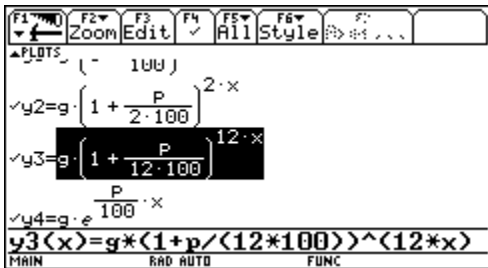 F1 F2 F3 F4 F5 F6 F7
Zoom Edit ✓ All Style
▲PLOTS
( 100 )
✓y2=g·(1 + P/(2·100))^2·x
✓y3=g·(1 + P/(12·100))^12·x
✓y4=g·e^(P/100·x)
y3(x)=g*(1+p/(12*100))^(12*x)
MAIN RAD AUTO FUNC